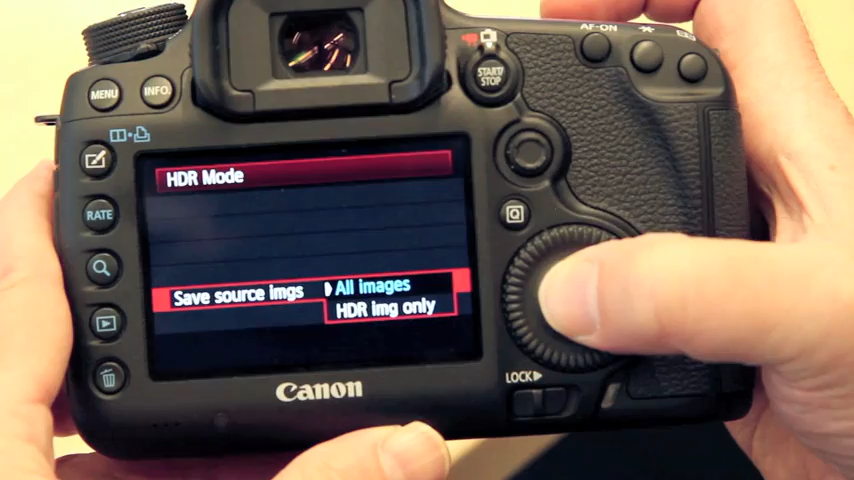 AF-ON
MENU
INFO.
START/
STOP
HDR Mode
RATE
Q
Save source imgs
All images
HDR img only
LOCK
Canon